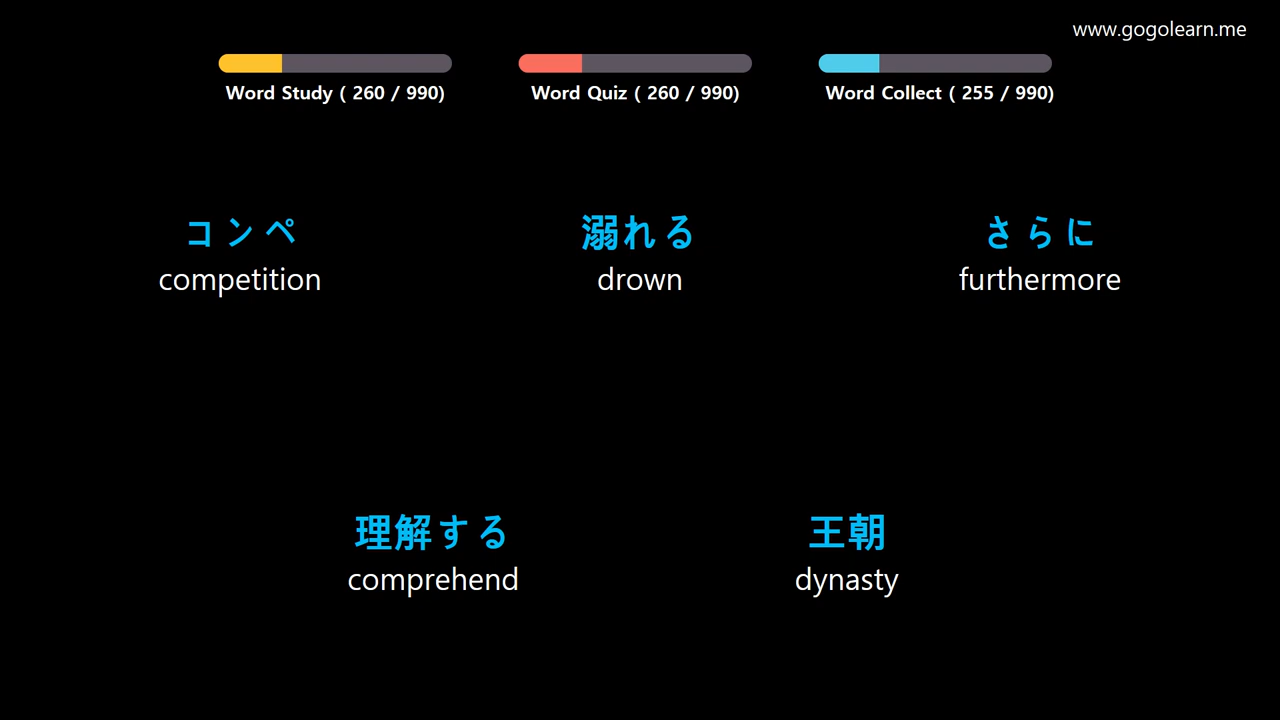 www.gogolearn.me
Word Study ( 260 / 990)
Word Quiz ( 260 / 990)
Word Collect ( 255 / 990)
コンペ
competition
溺れる
drown
さらに
furthermore
理解する
comprehend
王朝
dynasty